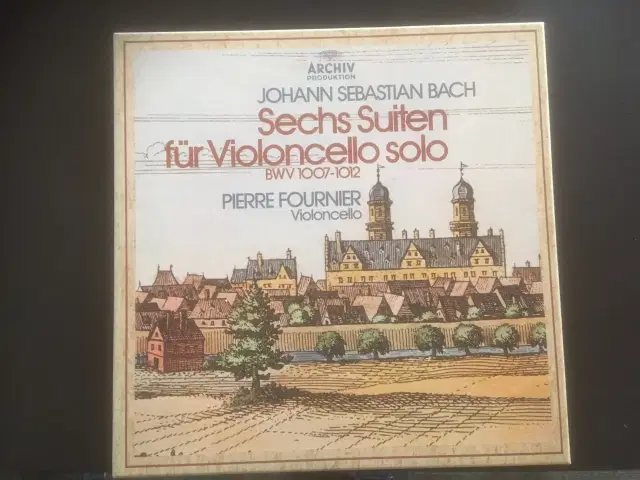 ARCHIV
PRODUKTION
JOHANN SEBASTIAN BACH
Sechs Suiten
für Violoncello solo
BWV 1007-1012
PIERRE FOURNIER
Violoncello